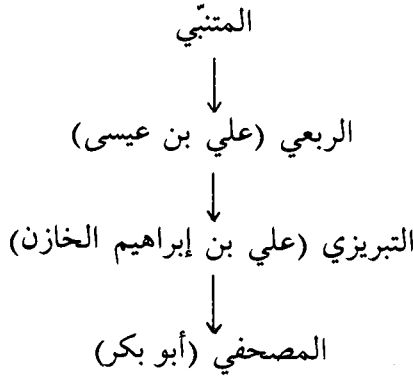 المتنبّي
الربعي (علي بن عيسى)
التبريزي (علي بن إبراهيم الخازن)
المصحفي (أبو بكر)